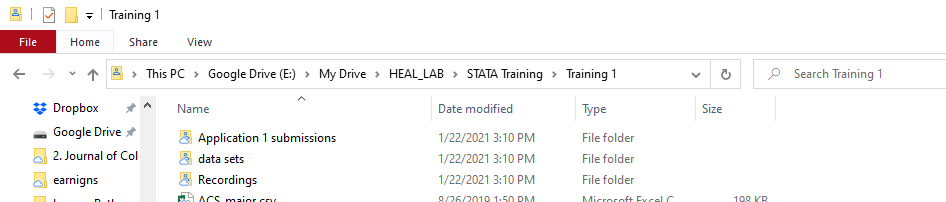 Training 1
File Home Share View
This PC Google Drive (E:) My Drive HEAL_LAB STATA Training Training 1 Search Training 1
Dropbox
Google Drive
2. Journal of Col
earnigns
Name Date modified Type Size
Application 1 submissions 1/22/2021 3:10 PM File folder
data sets 1/22/2021 3:10 PM File folder
Recordings 1/22/2021 3:10 PM File folder
ACS_major.csv 8/26/2019 1:50 PM Microsoft Excel C 198 KB